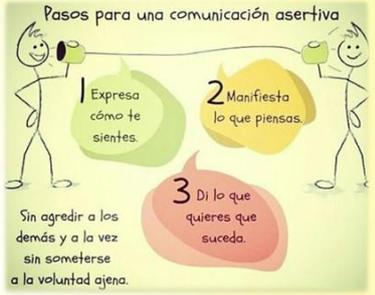 Pasos para una comunicación asertiva
1 Expresa
cómo te
sientes.
2 Manifiesta
lo que piensas.
3 Di lo que
quieres que
suceda.
Sin agredir a los
demás y a la vez
sin someterse
a la voluntad ajena.